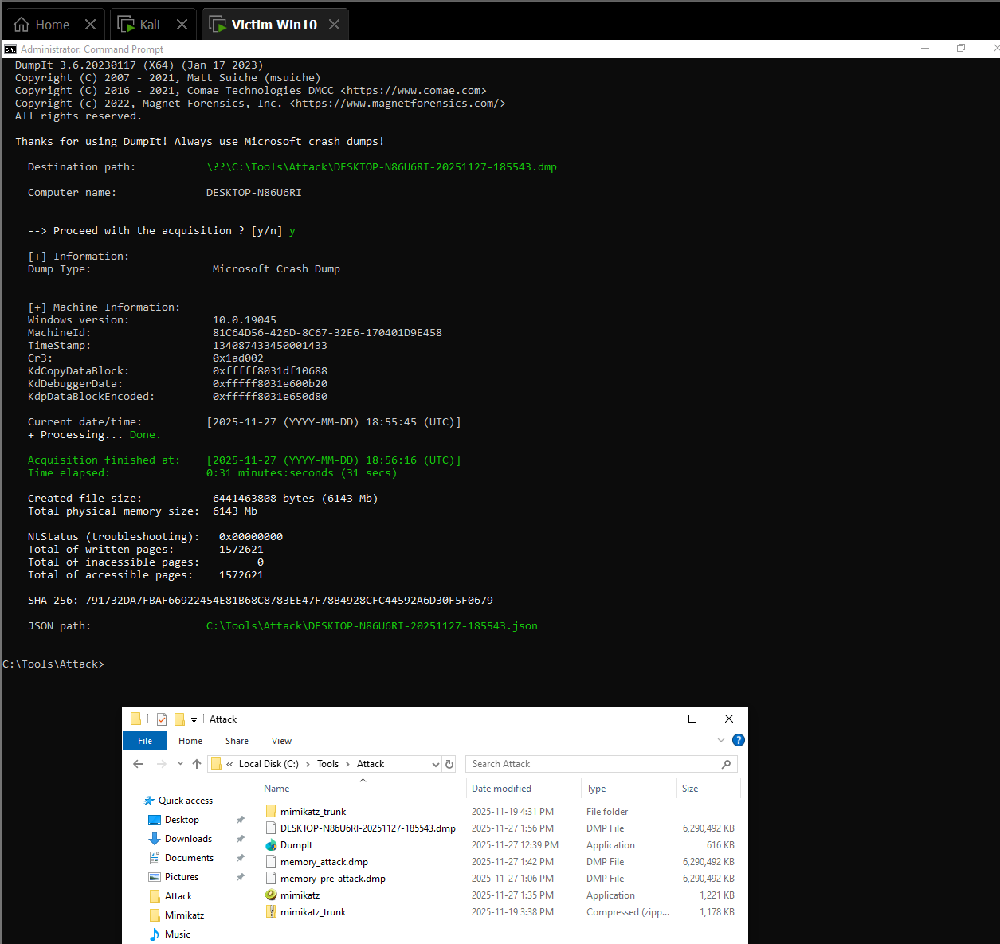 Home
Kali
Victim Win10
Administrator: Command Prompt
DumpIt 3.6.20230117 (X64) (Jan 17 2023)
Copyright (C) 2007 - 2021, Matt Suiche (msuiche)
Copyright (C) 2016 - 2021, Comae Technologies DMCC <https://www.comae.com>
Copyright (c) 2022, Magnet Forensics, Inc. <https://www.magnetforensics.com/>
All rights reserved.
Thanks for using DumpIt! Always use Microsoft crash dumps!
Destination path: \??\C:\Tools\Attack\DESKTOP-N86U6RI-20251127-185543.dmp
Computer name: DESKTOP-N86U6RI
--> Proceed with the acquisition ? [y/n] y
[+] Information:
Dump Type: Microsoft Crash Dump
[+] Machine Information:
Windows version: 10.0.19045
MachineId: 81C64D56-426D-8C67-32E6-170401D9E458
TimeStamp: 134087433450001433
Cr3: 0x1ad002
KdCopyDataBlock: 0xfffff8031df10688
KdDebuggerData: 0xfffff8031e600b20
KdpDataBlockEncoded: 0xfffff8031e650d80
Current date/time: [2025-11-27 (YYYY-MM-DD) 18:55:45 (UTC)]
+ Processing... Done.
Acquisition finished at: [2025-11-27 (YYYY-MM-DD) 18:56:16 (UTC)]
Time elapsed: 0:31 minutes:seconds (31 secs)
Created file size: 6441463808 bytes (6143 Mb)
Total physical memory size: 6143 Mb
NtStatus (troubleshooting): 0x00000000
Total of written pages: 1572621
Total of inacessible pages: 0
Total of accessible pages: 1572621
SHA-256: 791732DA7FBAF66922454E81B68C8783EE47F78B4928CFC44592A6D30F5F0679
JSON path: C:\Tools\Attack\DESKTOP-N86U6RI-20251127-185543.json
C:\Tools\Attack>
Attack
File Home Share View
« Local Disk (C:) › Tools › Attack
Search Attack
Name Date modified Type Size
Quick access
Desktop
Downloads
Documents
Pictures
Attack
Mimikatz
Music
mimikatz_trunk 2025-11-19 4:31 PM File folder
DESKTOP-N86U6RI-20251127-185543.dmp 2025-11-27 1:56 PM DMP File 6,290,492 KB
DumpIt 2025-11-27 12:39 PM Application 616 KB
memory_attack.dmp 2025-11-27 1:42 PM DMP File 6,290,492 KB
memory_pre_attack.dmp 2025-11-27 1:06 PM DMP File 6,290,492 KB
mimikatz 2025-11-27 1:35 PM Application 1,221 KB
mimikatz_trunk 2025-11-19 3:38 PM Compressed (zipp... 1,178 KB